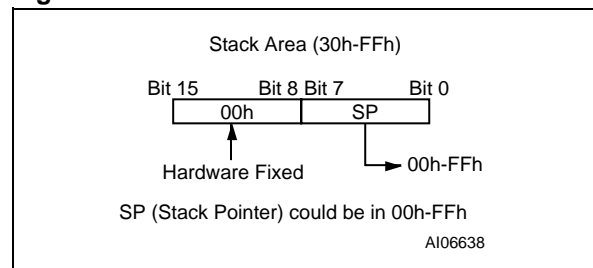 Stack Area (30h-FFh)
Bit 15 Bit 8 Bit 7 Bit 0
00h SP
Hardware Fixed 00h-FFh
SP (Stack Pointer) could be in 00h-FFh
AI06638